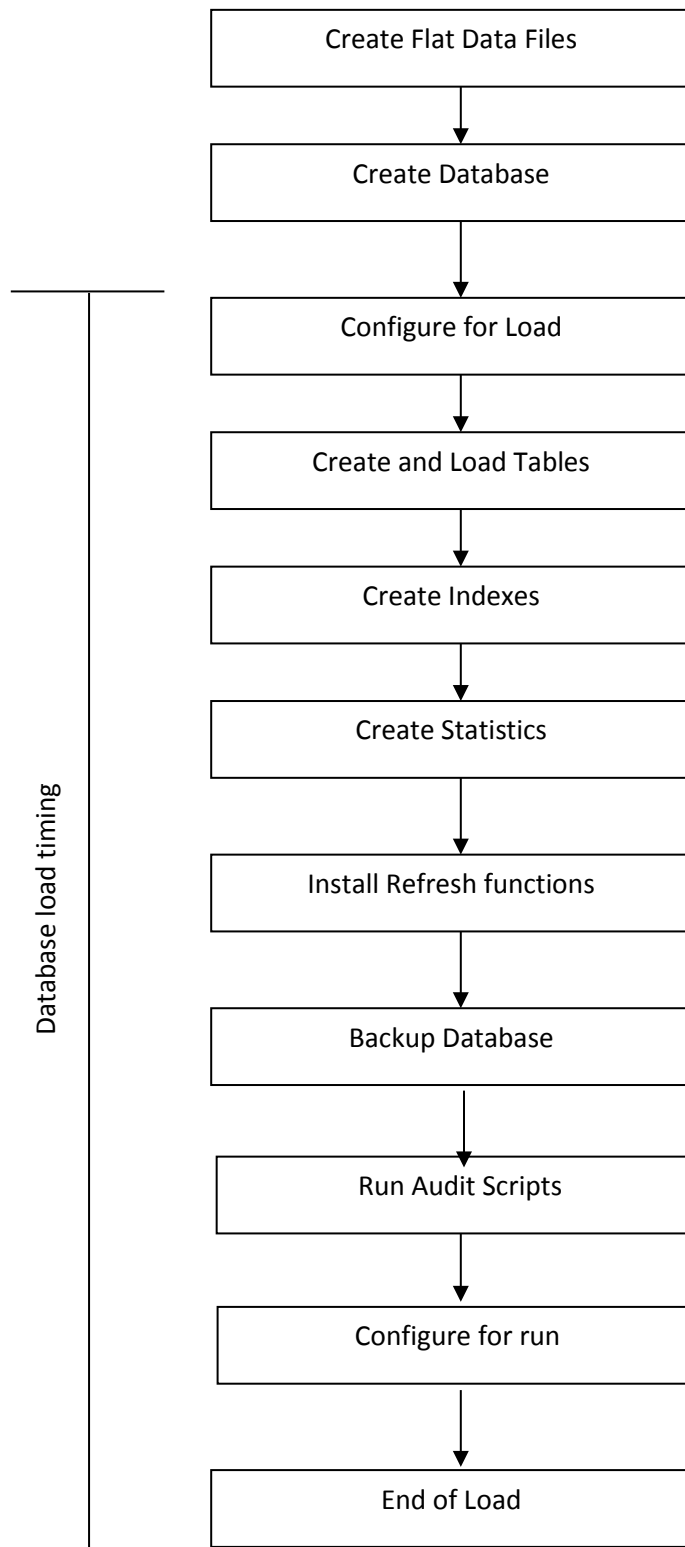 Create Flat Data Files
Create Database
Configure for Load
Create and Load Tables
Create Indexes
Create Statistics
Database load timing
Install Refresh functions
Backup Database
Run Audit Scripts
Configure for run
End of Load